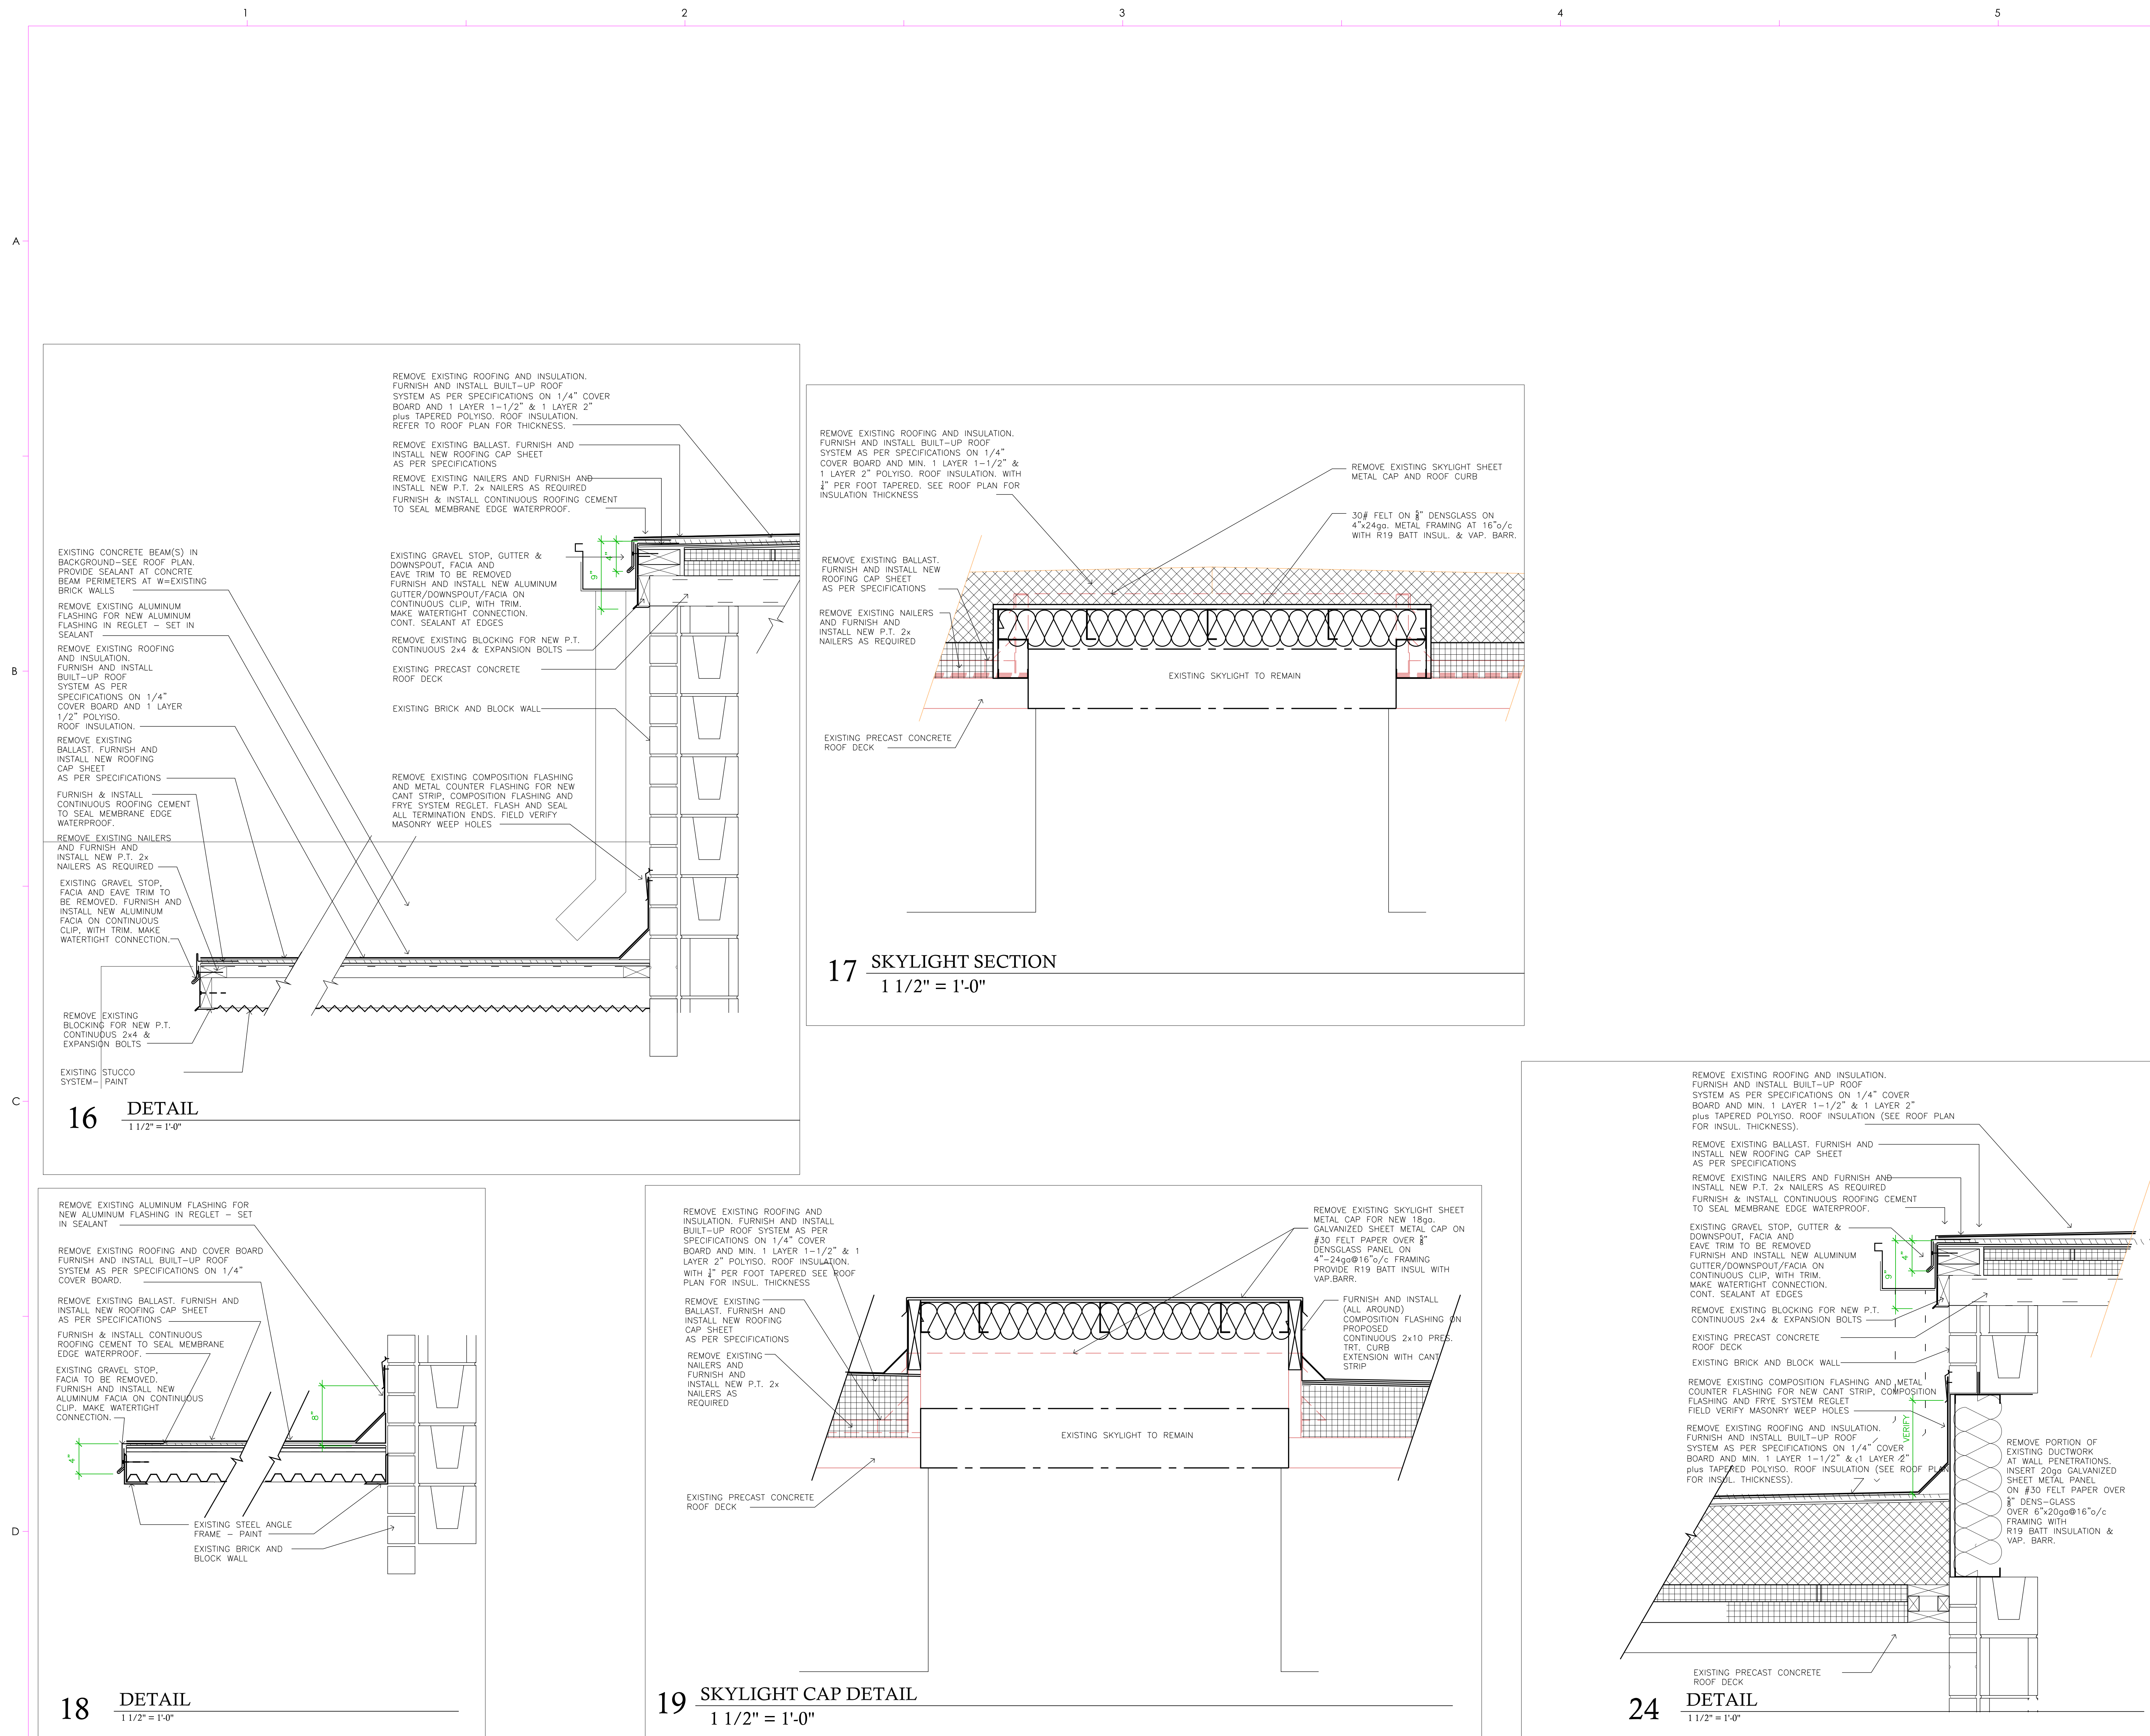 1
2
3
4
5
A
B
C
D
REMOVE EXISTING ROOFING AND INSULATION.
FURNISH AND INSTALL BUILT-UP ROOF
SYSTEM AS PER SPECIFICATIONS ON 1/4" COVER
BOARD AND 1 LAYER 1-1/2" & 1 LAYER 2"
plus TAPERED POLYISO. ROOF INSULATION.
REFER TO ROOF PLAN FOR THICKNESS.
REMOVE EXISTING BALLAST. FURNISH AND
INSTALL NEW ROOFING CAP SHEET
AS PER SPECIFICATIONS
REMOVE EXISTING NAILERS AND FURNISH AND
INSTALL NEW P.T. 2x NAILERS AS REQUIRED
FURNISH & INSTALL CONTINUOUS ROOFING CEMENT
TO SEAL MEMBRANE EDGE WATERPROOF.
EXISTING GRAVEL STOP, GUTTER &
DOWNSPOUT, FACIA AND
EAVE TRIM TO BE REMOVED
FURNISH AND INSTALL NEW ALUMINUM
GUTTER/DOWNSPOUT/FACIA ON
CONTINUOUS CLIP, WITH TRIM.
MAKE WATERTIGHT CONNECTION.
CONT. SEALANT AT EDGES
REMOVE EXISTING BLOCKING FOR NEW P.T.
CONTINUOUS 2x4 & EXPANSION BOLTS
EXISTING PRECAST CONCRETE
ROOF DECK
EXISTING BRICK AND BLOCK WALL
REMOVE EXISTING COMPOSITION FLASHING
AND METAL COUNTER FLASHING FOR NEW
CANT STRIP, COMPOSITION FLASHING AND
FRYE SYSTEM REGLET. FLASH AND SEAL
ALL TERMINATION ENDS. FIELD VERIFY
MASONRY WEEP HOLES
9"
4"
EXISTING CONCRETE BEAM(S) IN
BACKGROUND-SEE ROOF PLAN.
PROVIDE SEALANT AT CONCRTE
BEAM PERIMETERS AT W=EXISTING
BRICK WALLS
REMOVE EXISTING ALUMINUM
FLASHING FOR NEW ALUMINUM
FLASHING IN REGLET - SET IN
SEALANT
REMOVE EXISTING ROOFING
AND INSULATION.
FURNISH AND INSTALL
BUILT-UP ROOF
SYSTEM AS PER
SPECIFICATIONS ON 1/4"
COVER BOARD AND 1 LAYER
1/2" POLYISO.
ROOF INSULATION.
REMOVE EXISTING
BALLAST. FURNISH AND
INSTALL NEW ROOFING
CAP SHEET
AS PER SPECIFICATIONS
FURNISH & INSTALL
CONTINUOUS ROOFING CEMENT
TO SEAL MEMBRANE EDGE
WATERPROOF.
REMOVE EXISTING NAILERS
AND FURNISH AND
INSTALL NEW P.T. 2x
NAILERS AS REQUIRED
EXISTING GRAVEL STOP,
FACIA AND EAVE TRIM TO
BE REMOVED. FURNISH AND
INSTALL NEW ALUMINUM
FACIA ON CONTINUOUS
CLIP, WITH TRIM. MAKE
WATERTIGHT CONNECTION.
REMOVE EXISTING
BLOCKING FOR NEW P.T.
CONTINUOUS 2x4 &
EXPANSION BOLTS
EXISTING STUCCO
SYSTEM- PAINT
16 DETAIL
1 1/2" = 1'-0"
REMOVE EXISTING ROOFING AND INSULATION.
FURNISH AND INSTALL BUILT-UP ROOF
SYSTEM AS PER SPECIFICATIONS ON 1/4"
COVER BOARD AND MIN. 1 LAYER 1-1/2" &
1 LAYER 2" POLYISO. ROOF INSULATION. WITH
1/4" PER FOOT TAPERED. SEE ROOF PLAN FOR
INSULATION THICKNESS
REMOVE EXISTING BALLAST.
FURNISH AND INSTALL NEW
ROOFING CAP SHEET
AS PER SPECIFICATIONS
REMOVE EXISTING NAILERS
AND FURNISH AND
INSTALL NEW P.T. 2x
NAILERS AS REQUIRED
EXISTING PRECAST CONCRETE
ROOF DECK
REMOVE EXISTING SKYLIGHT SHEET
METAL CAP AND ROOF CURB
30# FELT ON 5/8" DENSGLASS ON
4"x24ga. METAL FRAMING AT 16"o/c
WITH R19 BATT INSUL. & VAP. BARR.
EXISTING SKYLIGHT TO REMAIN
17 SKYLIGHT SECTION
1 1/2" = 1'-0"
REMOVE EXISTING ALUMINUM FLASHING FOR
NEW ALUMINUM FLASHING IN REGLET - SET
IN SEALANT
REMOVE EXISTING ROOFING AND COVER BOARD
FURNISH AND INSTALL BUILT-UP ROOF
SYSTEM AS PER SPECIFICATIONS ON 1/4"
COVER BOARD.
REMOVE EXISTING BALLAST. FURNISH AND
INSTALL NEW ROOFING CAP SHEET
AS PER SPECIFICATIONS
FURNISH & INSTALL CONTINUOUS
ROOFING CEMENT TO SEAL MEMBRANE
EDGE WATERPROOF.
EXISTING GRAVEL STOP,
FACIA TO BE REMOVED.
FURNISH AND INSTALL NEW
ALUMINUM FACIA ON CONTINUOUS
CLIP. MAKE WATERTIGHT
CONNECTION.
8"
4"
EXISTING STEEL ANGLE
FRAME - PAINT
EXISTING BRICK AND
BLOCK WALL
18 DETAIL
1 1/2" = 1'-0"
REMOVE EXISTING ROOFING AND
INSULATION. FURNISH AND INSTALL
BUILT-UP ROOF SYSTEM AS PER
SPECIFICATIONS ON 1/4" COVER
BOARD AND MIN. 1 LAYER 1-1/2" & 1
LAYER 2" POLYISO. ROOF INSULATION.
WITH 1/4" PER FOOT TAPERED SEE ROOF
PLAN FOR INSUL. THICKNESS
REMOVE EXISTING
BALLAST. FURNISH AND
INSTALL NEW ROOFING
CAP SHEET
AS PER SPECIFICATIONS
REMOVE EXISTING
NAILERS AND
FURNISH AND
INSTALL NEW P.T. 2x
NAILERS AS
REQUIRED
EXISTING PRECAST CONCRETE
ROOF DECK
REMOVE EXISTING SKYLIGHT SHEET
METAL CAP FOR NEW 18ga.
GALVANIZED SHEET METAL CAP ON
#30 FELT PAPER OVER 5/8"
DENSGLASS PANEL ON
4"-24ga@16"o/c FRAMING
PROVIDE R19 BATT INSUL WITH
VAP.BARR.
FURNISH AND INSTALL
(ALL AROUND)
COMPOSITION FLASHING ON
PROPOSED
CONTINUOUS 2x10 PRES.
TRT. CURB
EXTENSION WITH CANT
STRIP
EXISTING SKYLIGHT TO REMAIN
19 SKYLIGHT CAP DETAIL
1 1/2" = 1'-0"
REMOVE EXISTING ROOFING AND INSULATION.
FURNISH AND INSTALL BUILT-UP ROOF
SYSTEM AS PER SPECIFICATIONS ON 1/4" COVER
BOARD AND MIN. 1 LAYER 1-1/2" & 1 LAYER 2"
plus TAPERED POLYISO. ROOF INSULATION (SEE ROOF PLAN
FOR INSUL. THICKNESS).
REMOVE EXISTING BALLAST. FURNISH AND
INSTALL NEW ROOFING CAP SHEET
AS PER SPECIFICATIONS
REMOVE EXISTING NAILERS AND FURNISH AND
INSTALL NEW P.T. 2x NAILERS AS REQUIRED
FURNISH & INSTALL CONTINUOUS ROOFING CEMENT
TO SEAL MEMBRANE EDGE WATERPROOF.
EXISTING GRAVEL STOP, GUTTER &
DOWNSPOUT, FACIA AND
EAVE TRIM TO BE REMOVED
FURNISH AND INSTALL NEW ALUMINUM
GUTTER/DOWNSPOUT/FACIA ON
CONTINUOUS CLIP, WITH TRIM.
MAKE WATERTIGHT CONNECTION.
CONT. SEALANT AT EDGES
REMOVE EXISTING BLOCKING FOR NEW P.T.
CONTINUOUS 2x4 & EXPANSION BOLTS
EXISTING PRECAST CONCRETE
ROOF DECK
EXISTING BRICK AND BLOCK WALL
REMOVE EXISTING COMPOSITION FLASHING AND METAL
COUNTER FLASHING FOR NEW CANT STRIP, COMPOSITION
FLASHING AND FRYE SYSTEM REGLET
FIELD VERIFY MASONRY WEEP HOLES
REMOVE EXISTING ROOFING AND INSULATION.
FURNISH AND INSTALL BUILT-UP ROOF
SYSTEM AS PER SPECIFICATIONS ON 1/4" COVER
BOARD AND MIN. 1 LAYER 1-1/2" & 1 LAYER 2"
plus TAPERED POLYISO. ROOF INSULATION (SEE ROOF PLAN
FOR INSUL. THICKNESS).
9"
4"
VERIFY
REMOVE PORTION OF
EXISTING DUCTWORK
AT WALL PENETRATIONS.
INSERT 20ga GALVANIZED
SHEET METAL PANEL
ON #30 FELT PAPER OVER
5/8" DENS-GLASS
OVER 6"x20ga@16"o/c
FRAMING WITH
R19 BATT INSULATION &
VAP. BARR.
EXISTING PRECAST CONCRETE
ROOF DECK
24 DETAIL
1 1/2" = 1'-0"